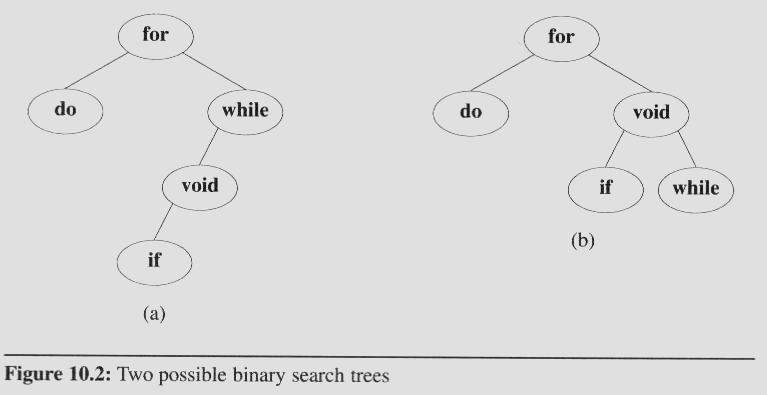 for
do
while
void
if
(a)
for
do
void
if
while
(b)
Figure 10.2: Two possible binary search trees